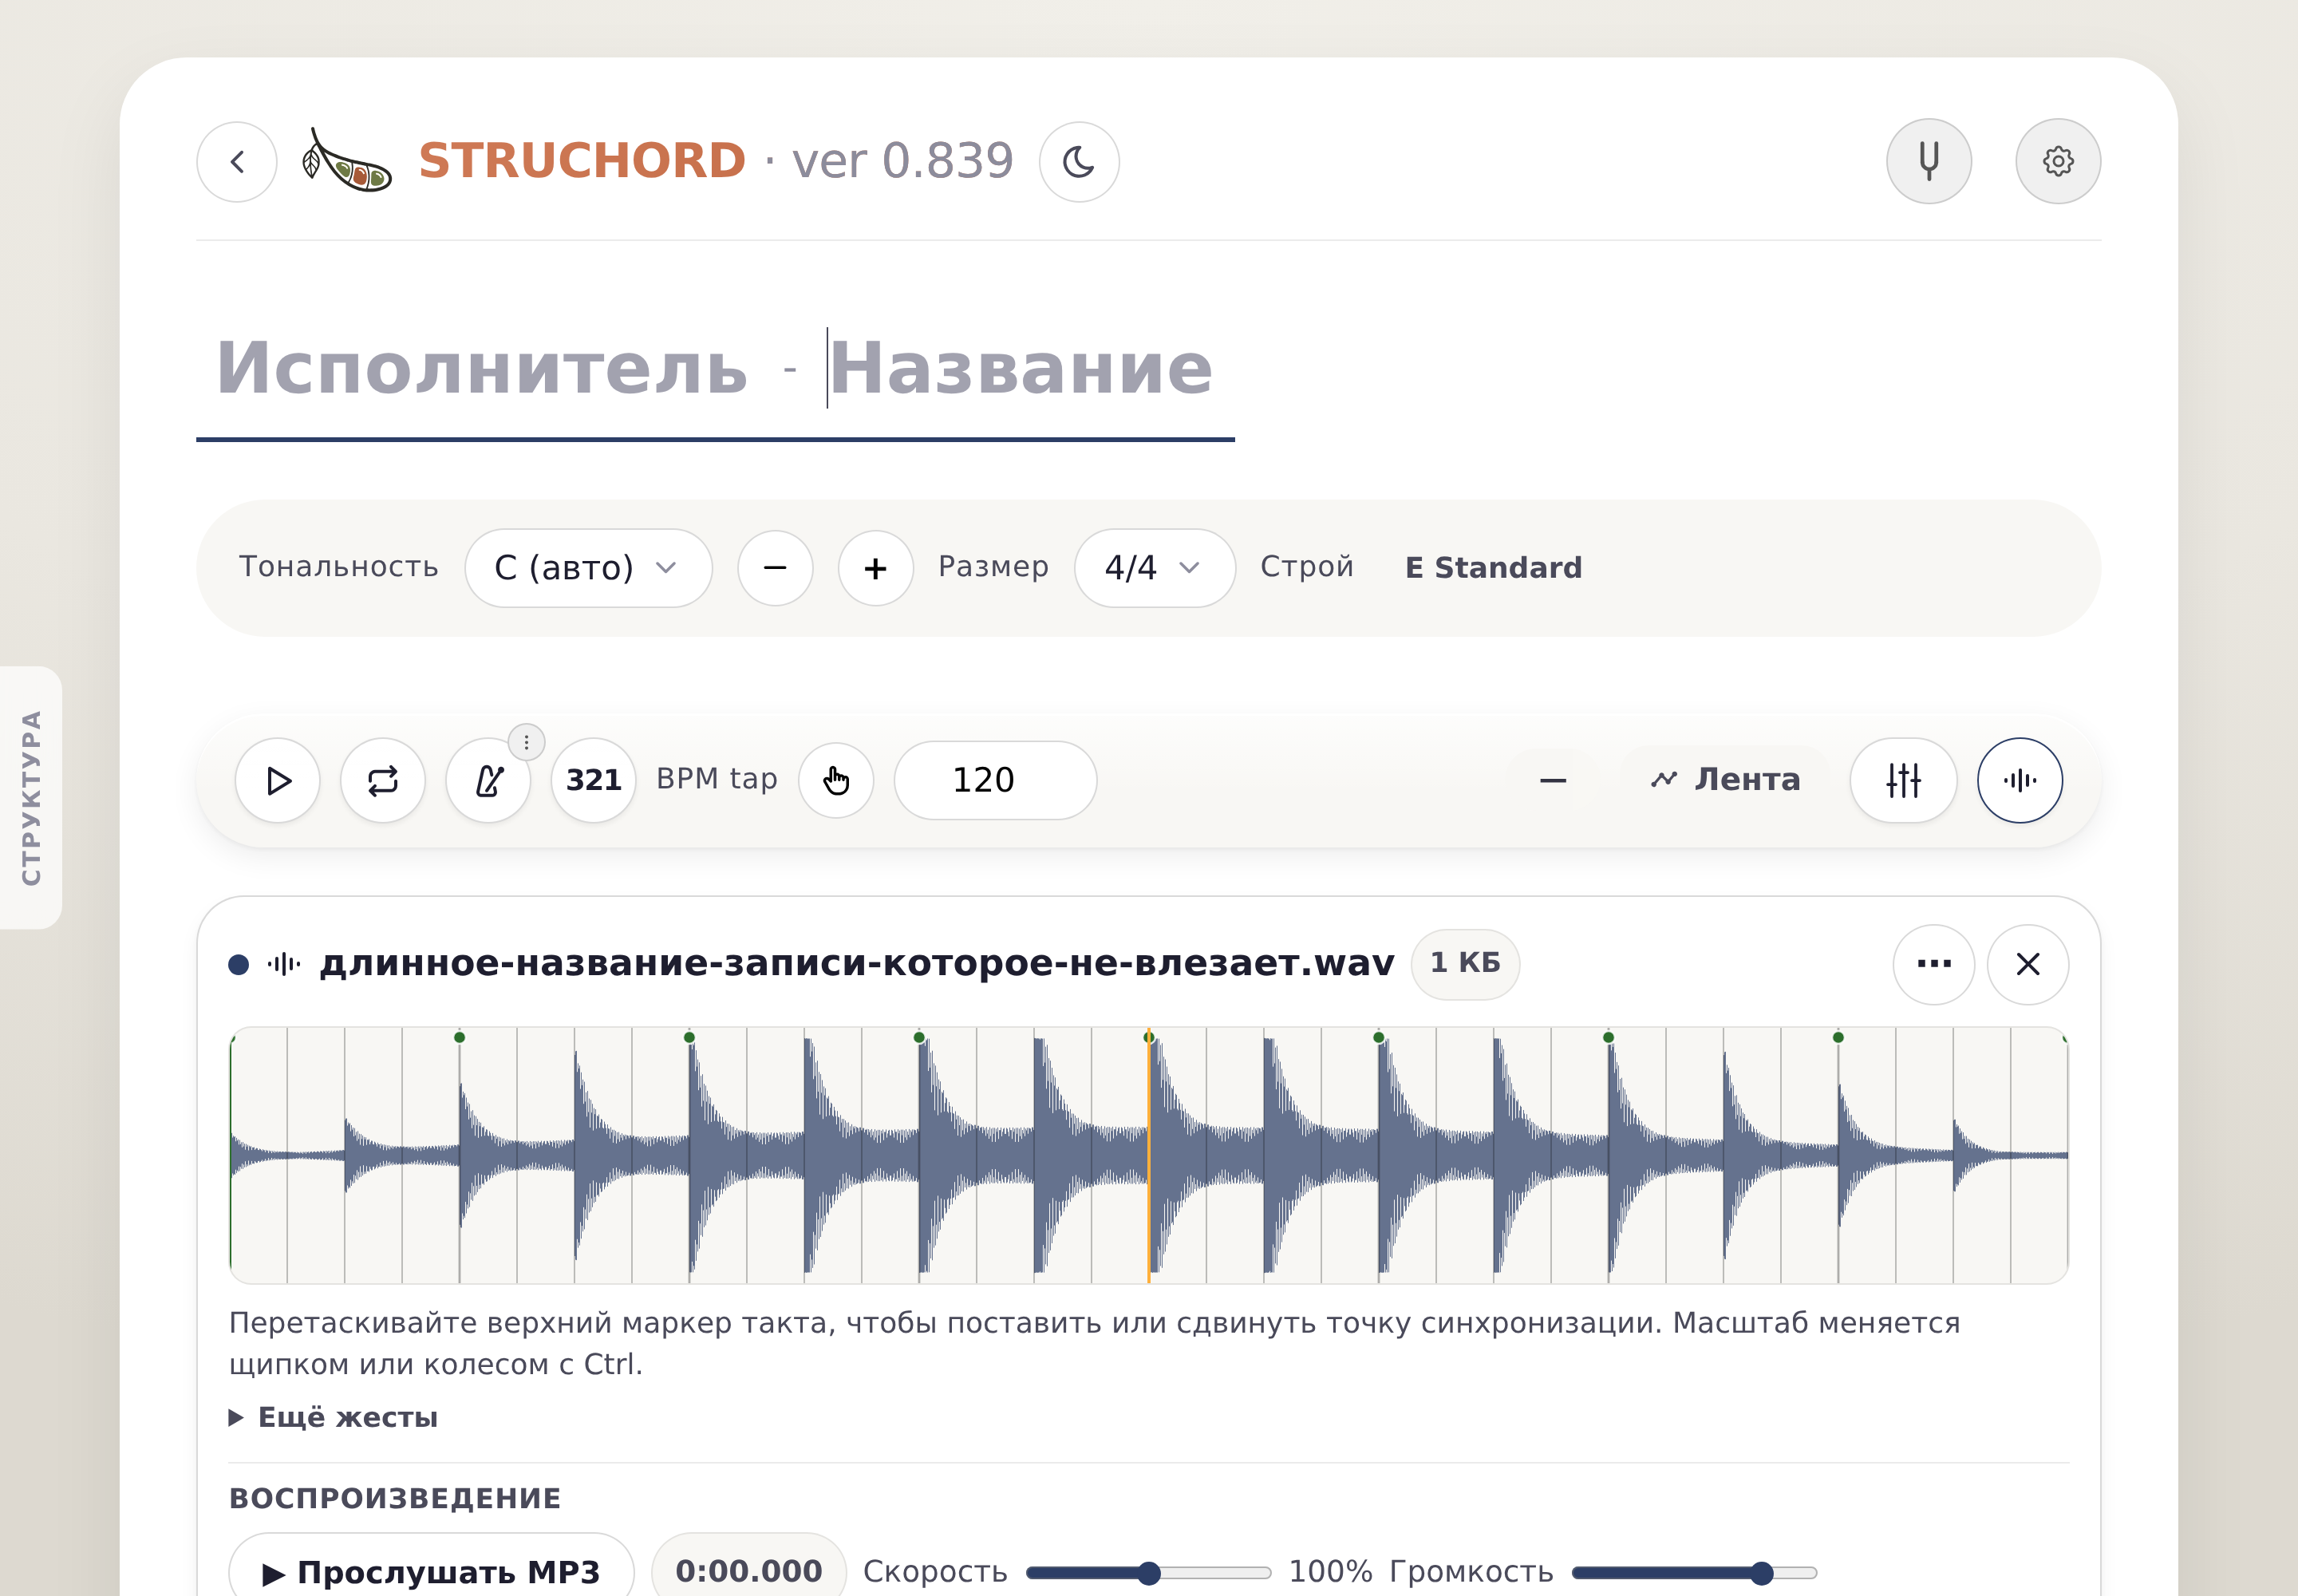 STRUCHORD · ver 0.839
Исполнитель - Название
Тональность C (авто) − + Размер 4/4 Строй E Standard
321 BPM tap 120 — Лента
СТРУКТУРА
длинное-название-записи-которое-не-влезает.wav 1 КБ ...
Перетаскивайте верхний маркер такта, чтобы поставить или сдвинуть точку синхронизации. Масштаб меняется
щипком или колесом с Ctrl.
▶ Ещё жесты
ВОСПРОИЗВЕДЕНИЕ
▶ Прослушать MP3 0:00.000 Скорость 100% Громкость